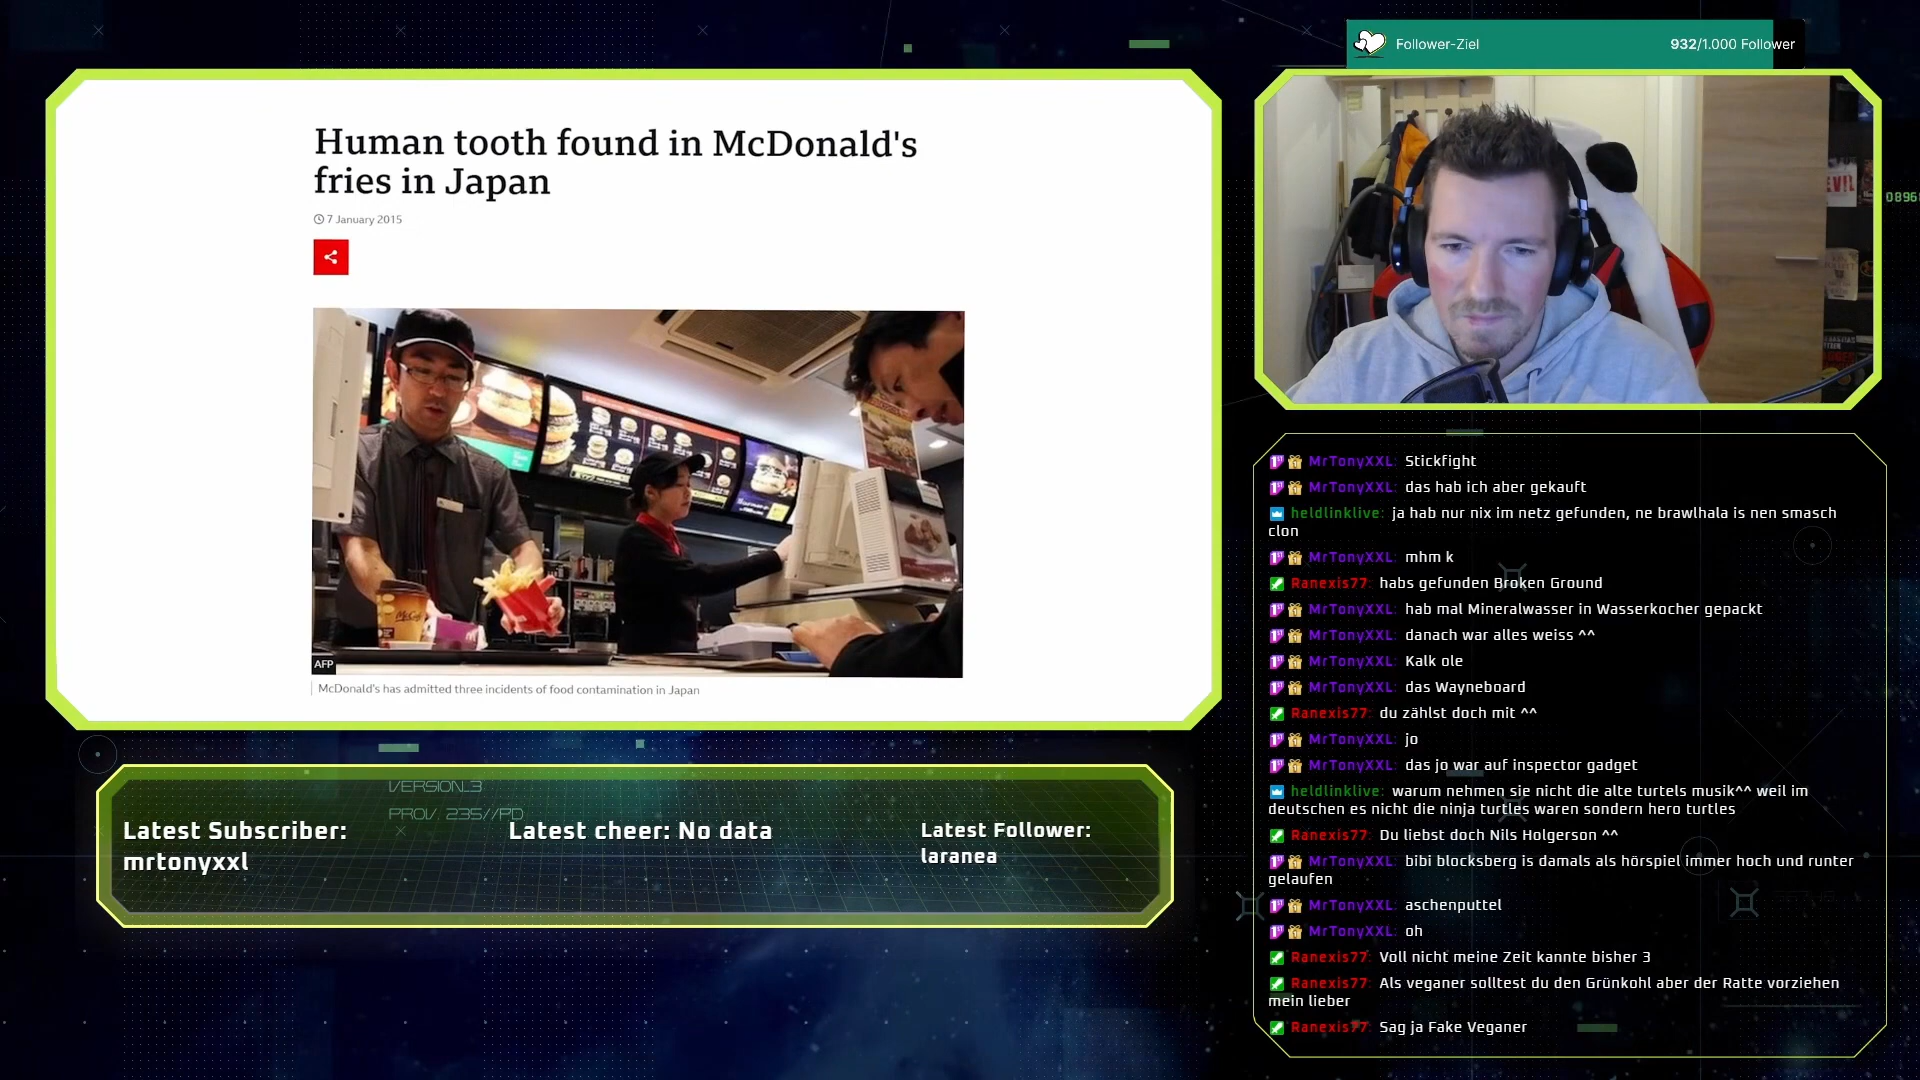 Follower-Ziel
932/1.000 Follower
Human tooth found in McDonald's
fries in Japan
7 January 2015
AFP
McDonald's has admitted three incidents of food contamination in Japan
EVIL
0896
VERSION_3
PROV. 235//PD
Latest Subscriber:
mrtonyxxl
Latest cheer: No data
Latest Follower:
laranea
MrTonyXXL: Stickfight
MrTonyXXL: das hab ich aber gekauft
heldlinklive: ja hab nur nix im netz gefunden, ne brawlhala is nen smasch
clon
MrTonyXXL: mhm k
Ranexis77: habs gefunden Broken Ground
MrTonyXXL: hab mal Mineralwasser in Wasserkocher gepackt
MrTonyXXL: danach war alles weiss ^^
MrTonyXXL: Kalk ole
MrTonyXXL: das Wayneboard
Ranexis77: du zählst doch mit ^^
MrTonyXXL: jo
MrTonyXXL: das jo war auf inspector gadget
heldlinklive: warum nehmen sie nicht die alte turtels musik^^ weil im
deutschen es nicht die ninja turtles waren sondern hero turtles
Ranexis77: Du liebst doch Nils Holgerson ^^
MrTonyXXL: bibi blocksberg is damals als hörspiel immer hoch und runter
gelaufen
MrTonyXXL: aschenputtel
MrTonyXXL: oh
Ranexis77: Voll nicht meine Zeit kannte bisher 3
Ranexis77: Als veganer solltest du den Grünkohl aber der Ratte vorziehen
mein lieber
Ranexis77: Sag ja Fake Veganer